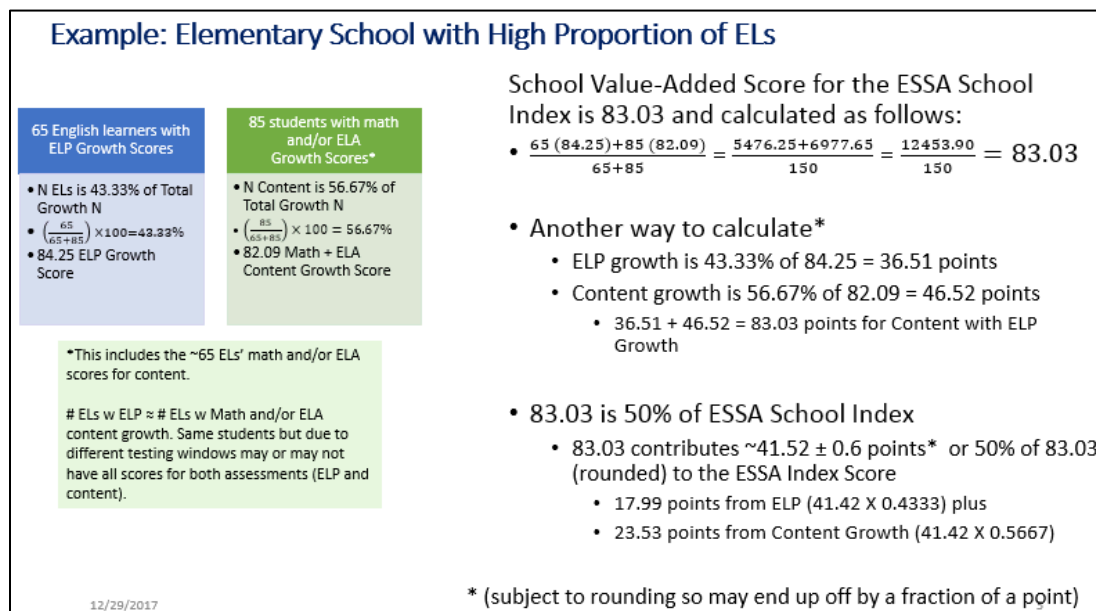 Example: Elementary School with High Proportion of ELs
65 English learners with
ELP Growth Scores
• N ELs is 43.33% of Total
Growth N
• (65/(65+85)) ×100=43.33%
• 84.25 ELP Growth
Score
85 students with math
and/or ELA
Growth Scores*
• N Content is 56.67% of
Total Growth N
• (85/(65+85)) × 100 = 56.67%
• 82.09 Math + ELA
Content Growth Score
*This includes the ~65 ELs’ math and/or ELA
scores for content.
# ELs w ELP ≈ # ELs w Math and/or ELA
content growth. Same students but due to
different testing windows may or may not
have all scores for both assessments (ELP and
content).
School Value-Added Score for the ESSA School
Index is 83.03 and calculated as follows:
• (65 (84.25)+85 (82.09))/(65+85) = (5476.25+6977.65)/150 = 12453.90/150 = 83.03
• Another way to calculate*
• ELP growth is 43.33% of 84.25 = 36.51 points
• Content growth is 56.67% of 82.09 = 46.52 points
• 36.51 + 46.52 = 83.03 points for Content with ELP
Growth
• 83.03 is 50% of ESSA School Index
• 83.03 contributes ~41.52 ± 0.6 points* or 50% of 83.03
(rounded) to the ESSA Index Score
• 17.99 points from ELP (41.42 X 0.4333) plus
• 23.53 points from Content Growth (41.42 X 0.5667)
* (subject to rounding so may end up off by a fraction of a point)
12/29/2017